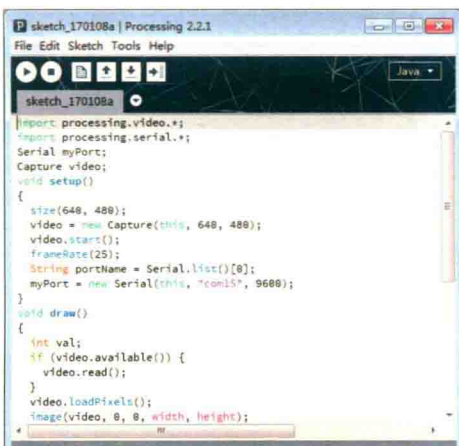 sketch_170108a | Processing 2.2.1
File Edit Sketch Tools Help
Java
sketch_170108a
import processing.video.*;
import processing.serial.*;
Serial myPort;
Capture video;
void setup()
{
size(640, 480);
video = new Capture(this, 640, 480);
video.start();
frameRate(25);
String portName = Serial.list()[0];
myPort = new Serial(this, "com15", 9600);
}
void draw()
{
int val;
if (video.available()) {
video.read();
}
video.loadPixels();
image(video, 0, 0, width, height);